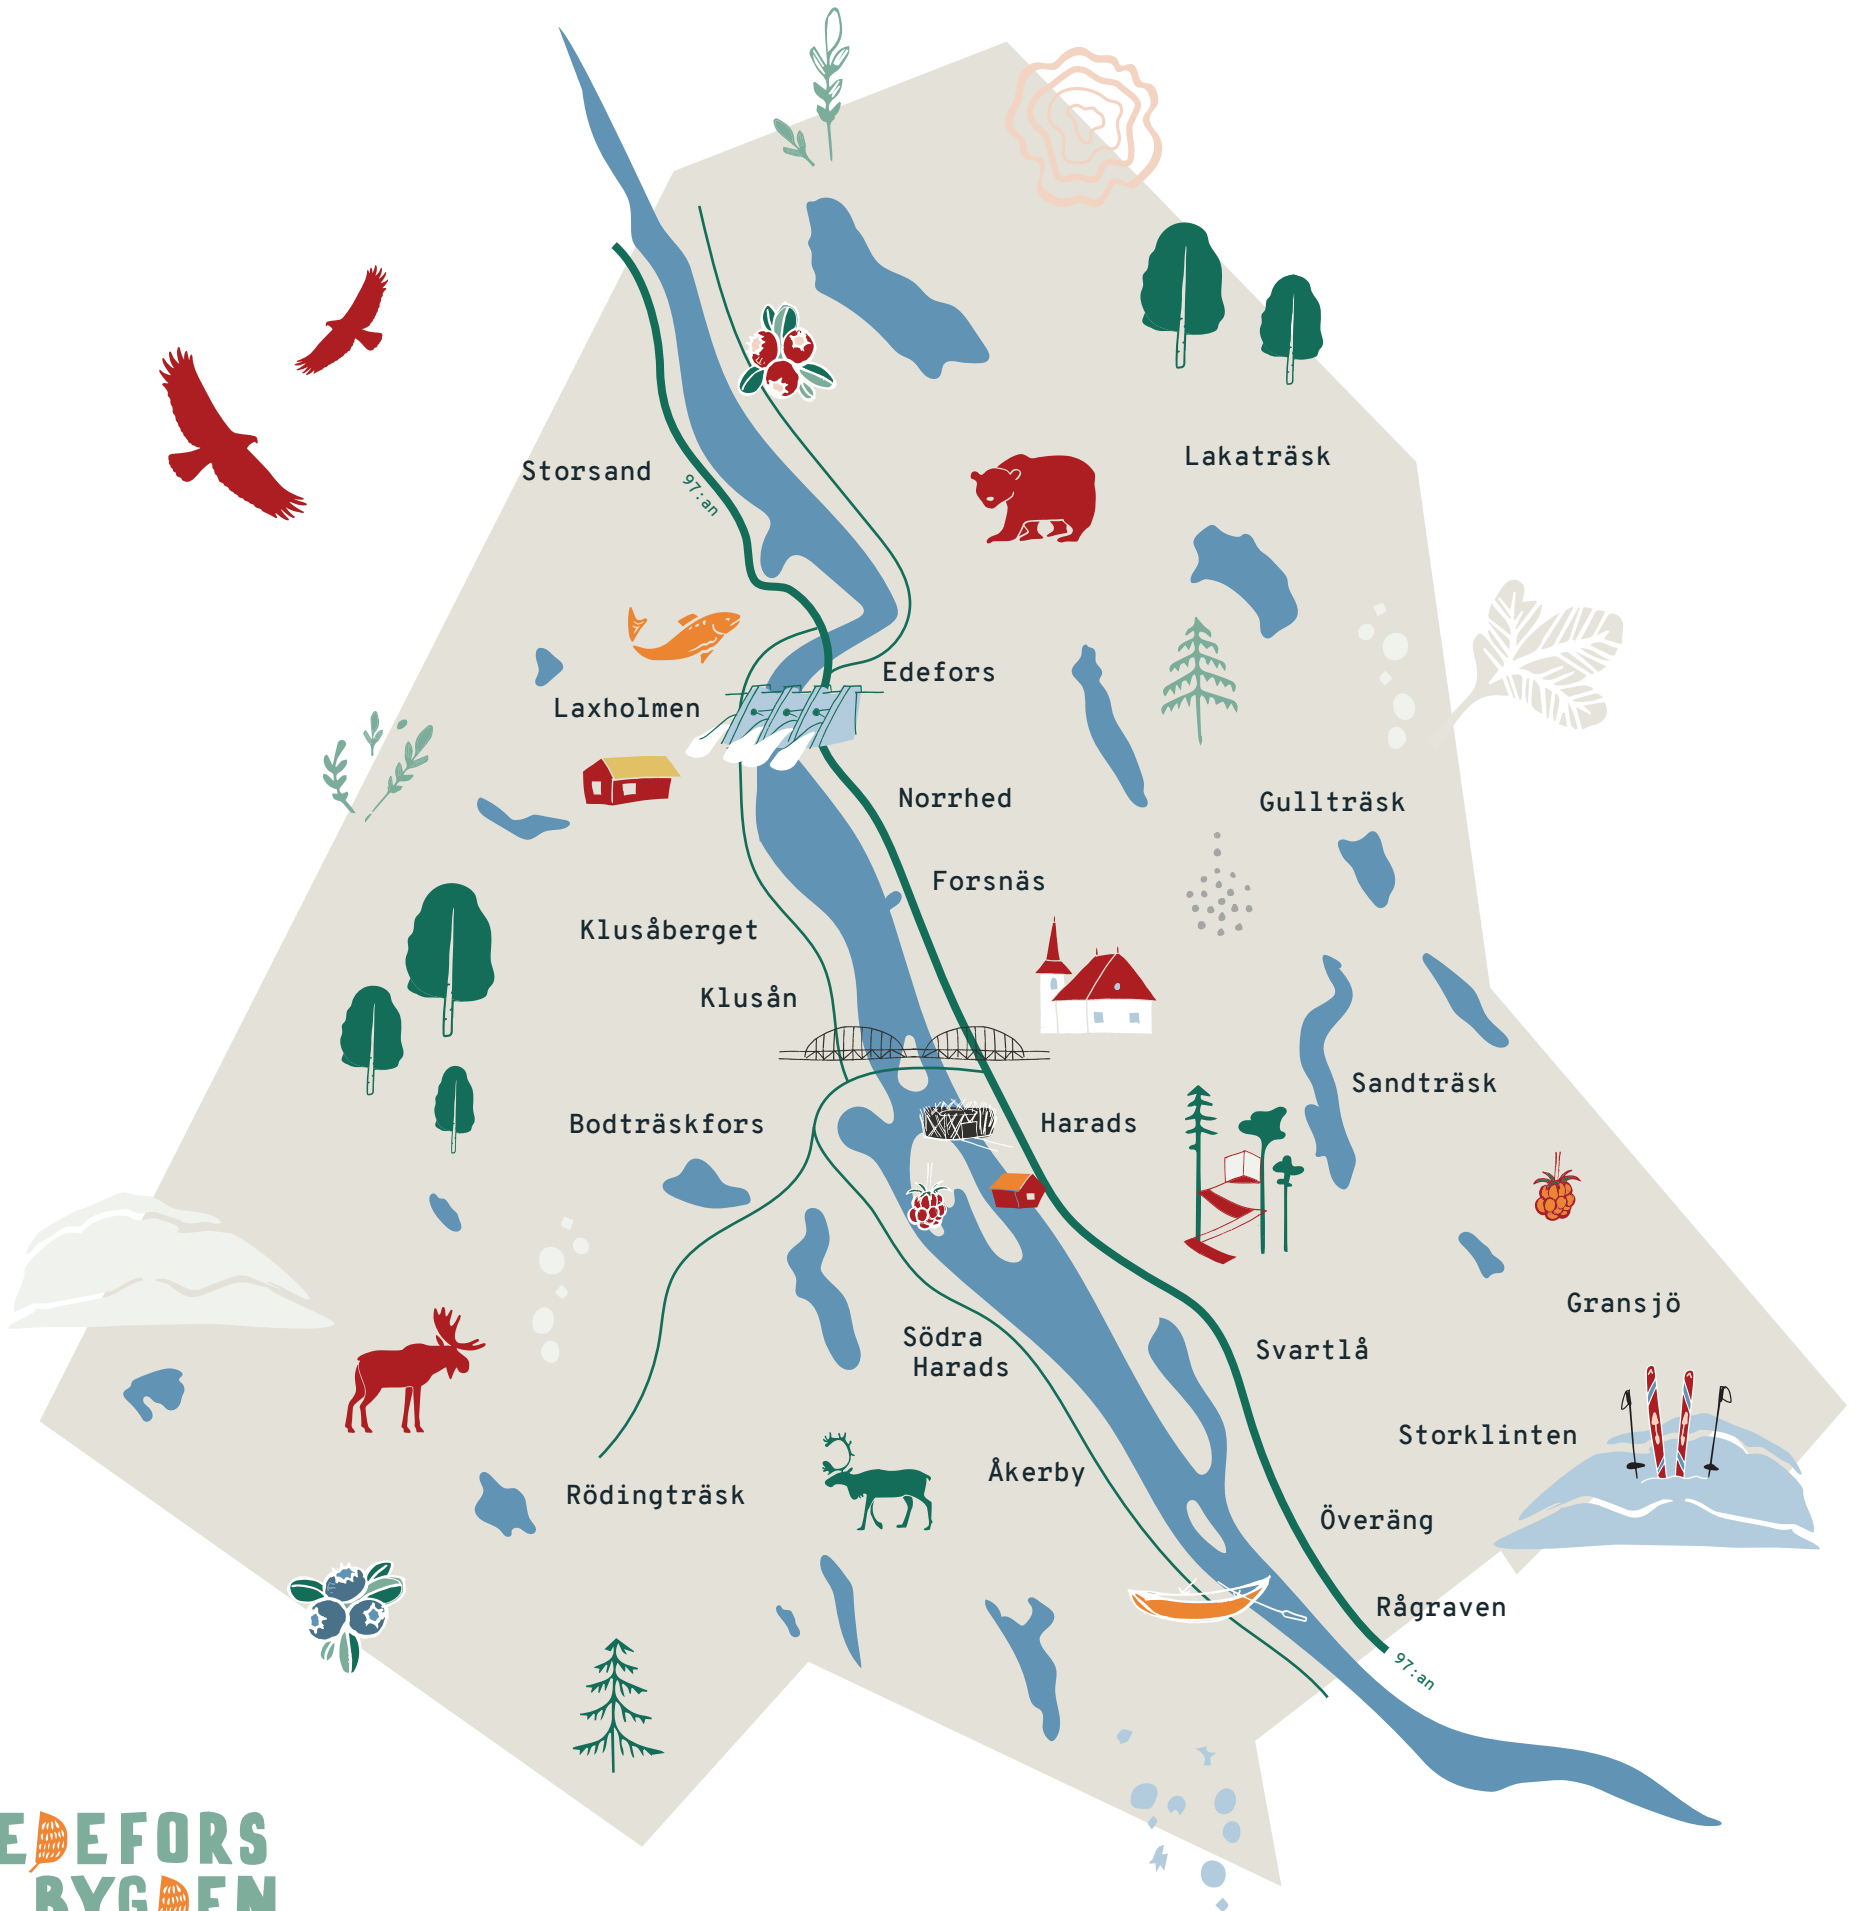 Lakaträsk
Storsand
97:an
Edefors
Laxholmen
Norrhed
Gullträsk
Forsnäs
Klusåberget
Klusån
Sandträsk
Bodträskfors
Harads
Gransjö
Södra
Harads
Svartlå
Storklinten
Åkerby
Rödingträsk
Överäng
Rågraven
97:an
EDEFORS
BYGDEN